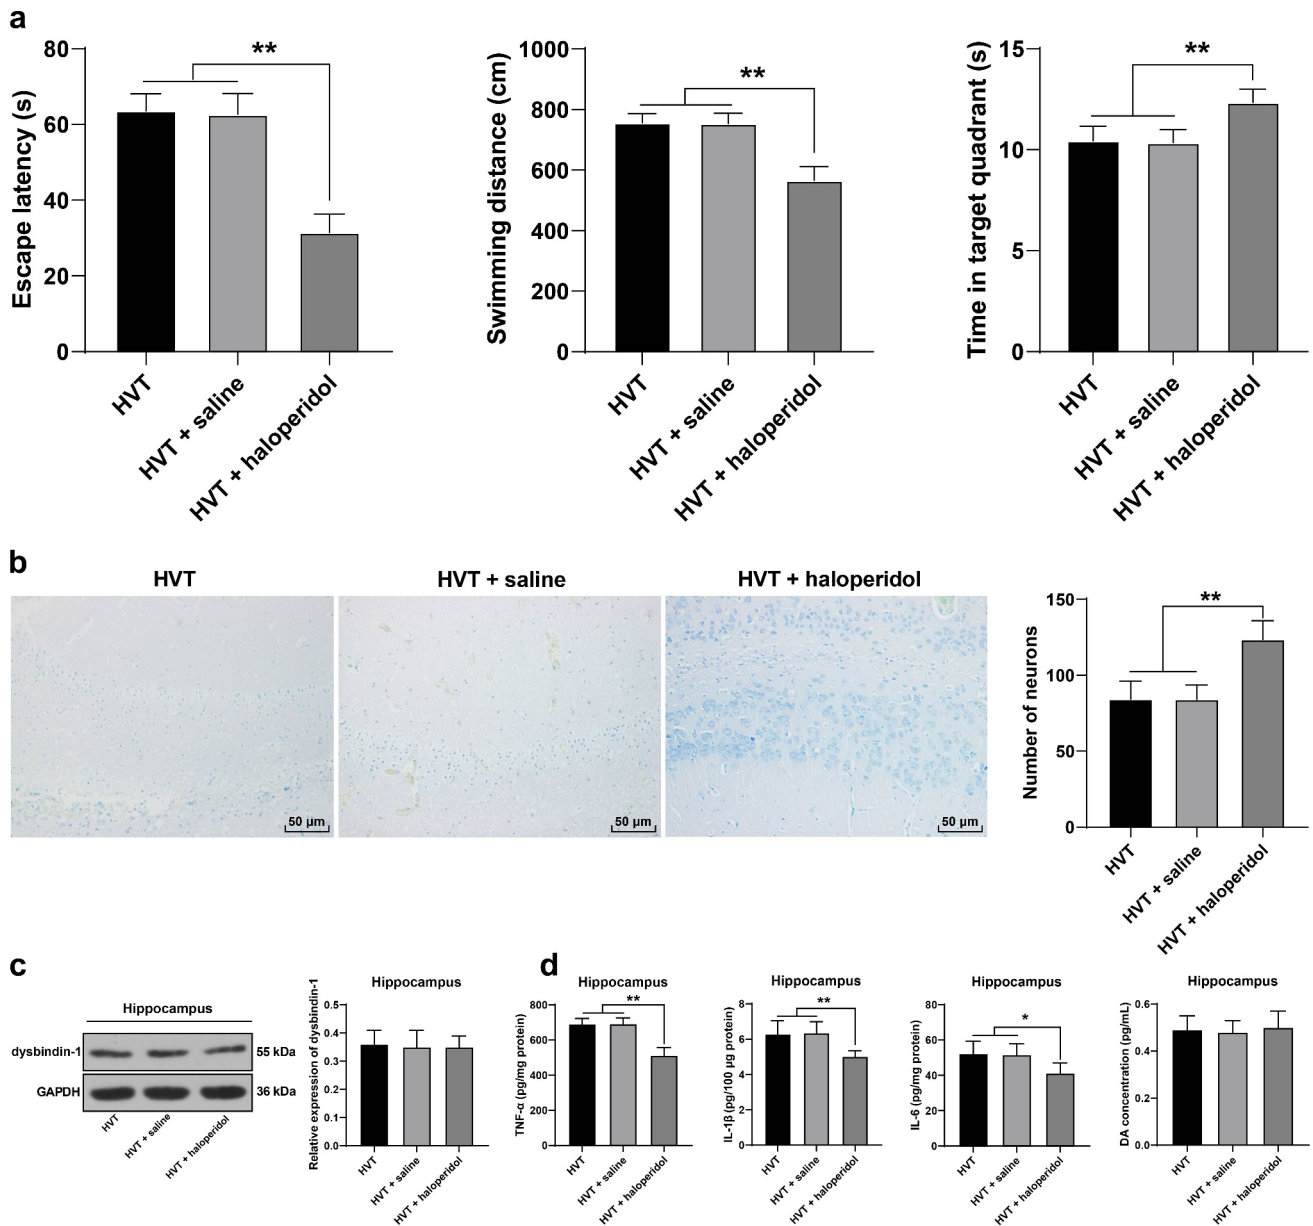 a
Escape latency (s)
80
60
40
20
0
**
HVT
HVT + saline
HVT + haloperidol
Swimming distance (cm)
1000
800
600
400
200
0
**
HVT
HVT + saline
HVT + haloperidol
Time in target quadrant (s)
15
10
5
0
**
HVT
HVT + saline
HVT + haloperidol
b
HVT
HVT + saline
HVT + haloperidol
50 μm
50 μm
50 μm
Number of neurons
150
100
50
0
**
HVT
HVT + saline
HVT + haloperidol
c
Hippocampus
dysbindin-1
55 kDa
GAPDH
36 kDa
HVT
HVT + saline
HVT + haloperidol
Hippocampus
Relative expression of dysbindin-1
0.5
0.4
0.3
0.2
0.1
0.0
HVT
HVT + saline
HVT + haloperidol
d
Hippocampus
TNF-α (pg/mg protein)
800
600
400
200
0
**
HVT
HVT + saline
HVT + haloperidol
Hippocampus
IL-1β (pg/100 μg protein)
8
6
4
2
0
**
HVT
HVT + saline
HVT + haloperidol
Hippocampus
IL-6 (pg/mg protein)
80
60
40
20
0
*
HVT
HVT + saline
HVT + haloperidol
Hippocampus
DA concentration (pg/mL)
0.6
0.4
0.2
0.0
HVT
HVT + saline
HVT + haloperidol